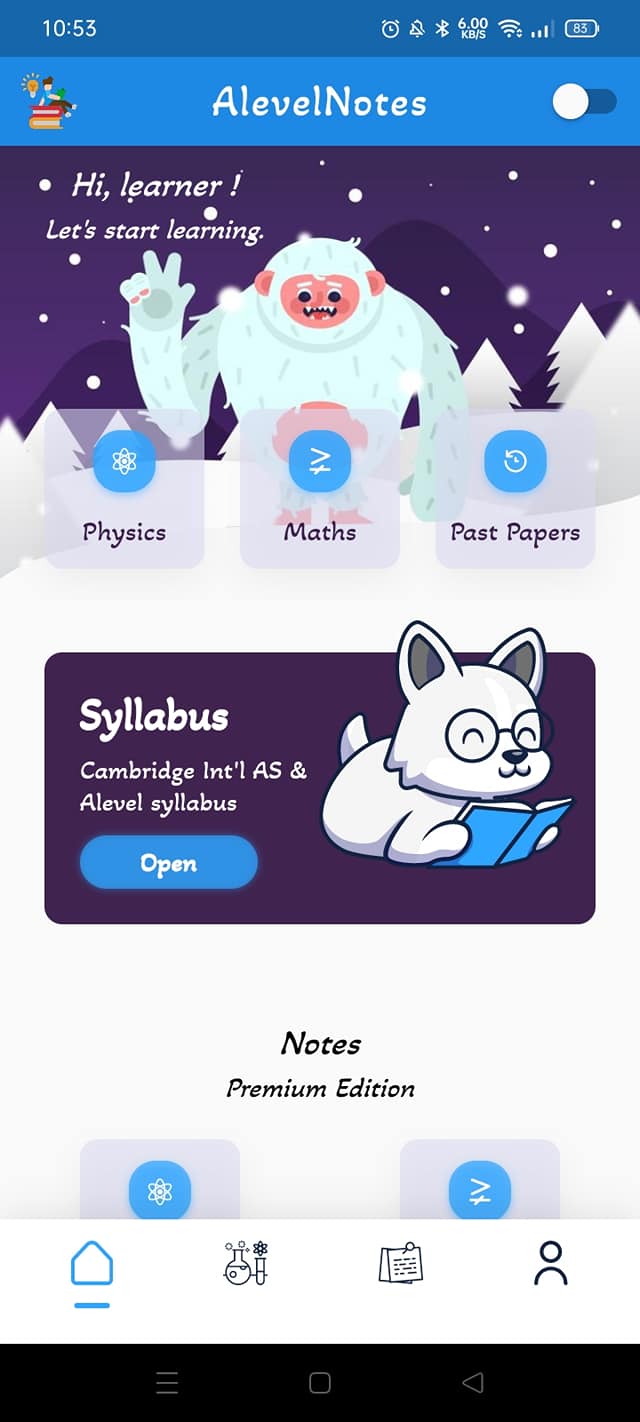 10:53
6.00
KB/S
83
AlevelNotes
Hi, learner !
Let's start learning.
Physics
Maths
Past Papers
Syllabus
Cambridge Int'l AS &
Alevel syllabus
Open
Notes
Premium Edition